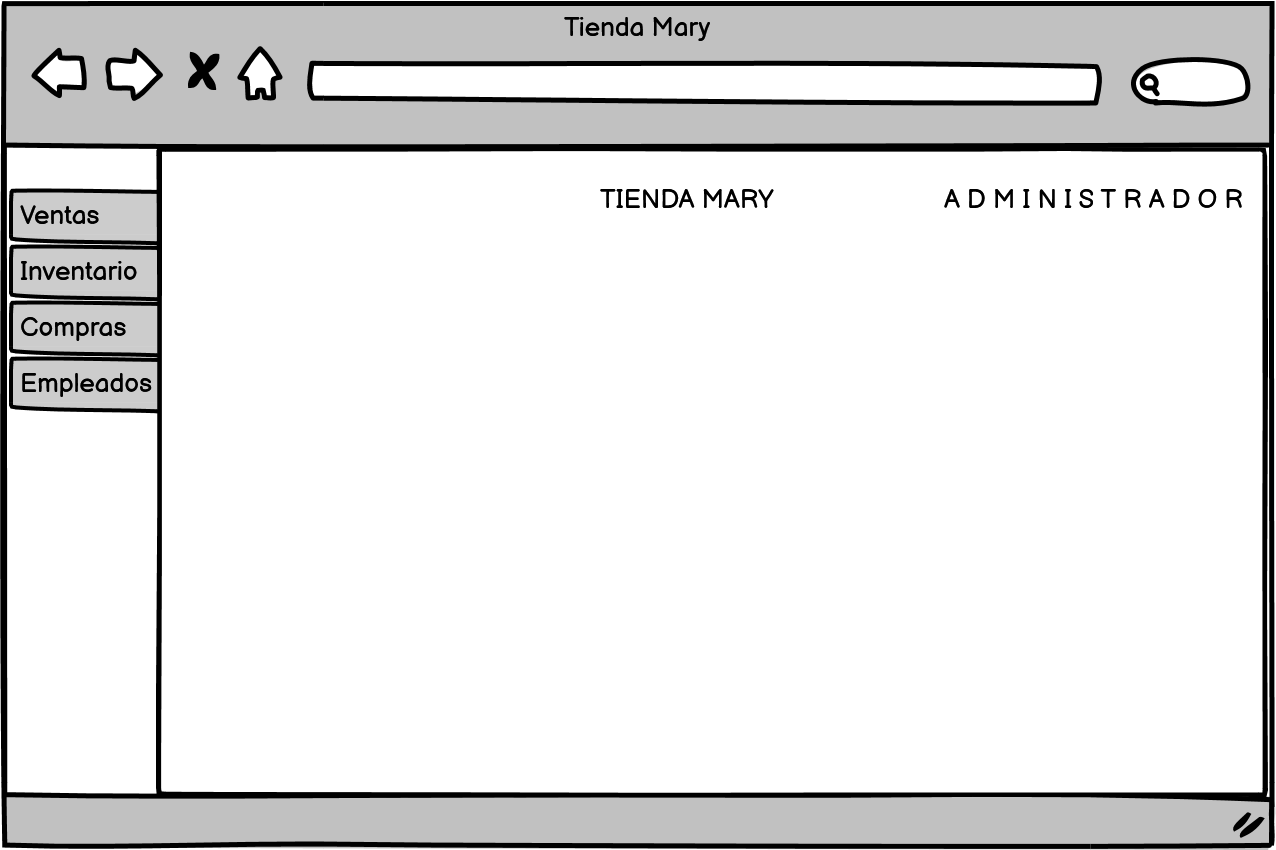 Tienda Mary
TIENDA MARY
A D M I N I S T R A D O R
Ventas
Inventario
Compras
Empleados